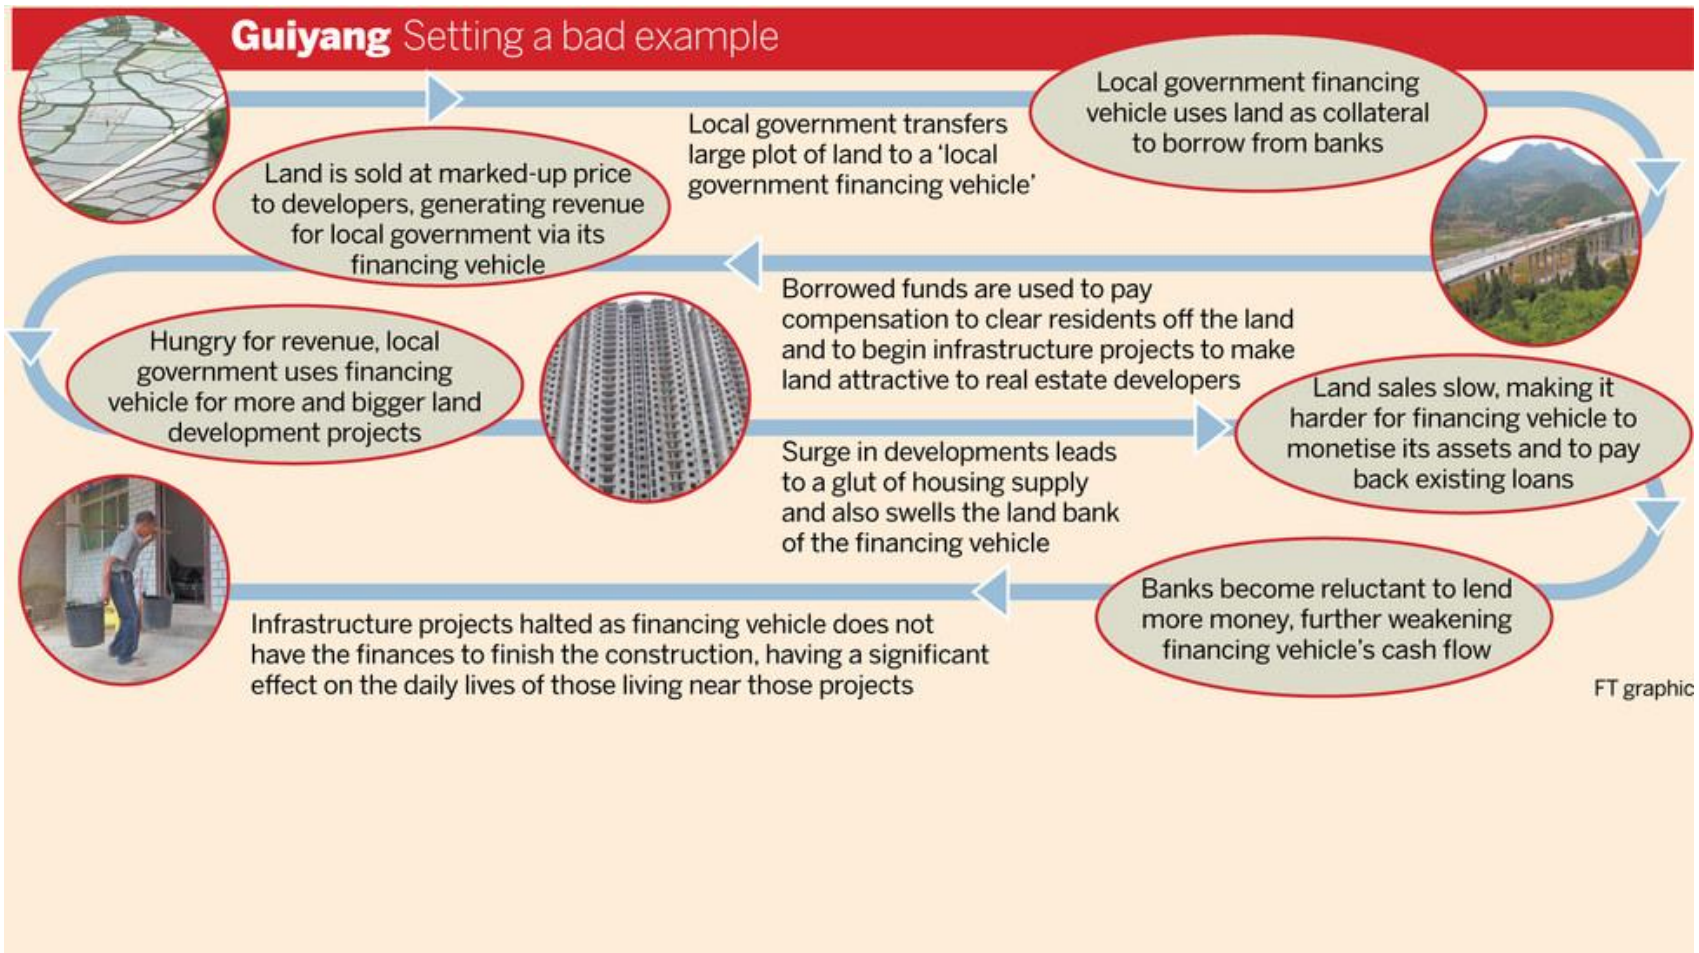 Guiyang Setting a bad example
Local government transfers
large plot of land to a ‘local
government financing vehicle’
Local government financing
vehicle uses land as collateral
to borrow from banks
Borrowed funds are used to pay
compensation to clear residents off the land
and to begin infrastructure projects to make
land attractive to real estate developers
Land is sold at marked-up price
to developers, generating revenue
for local government via its
financing vehicle
Hungry for revenue, local
government uses financing
vehicle for more and bigger land
development projects
Surge in developments leads
to a glut of housing supply
and also swells the land bank
of the financing vehicle
Land sales slow, making it
harder for financing vehicle to
monetise its assets and to pay
back existing loans
Banks become reluctant to lend
more money, further weakening
financing vehicle’s cash flow
Infrastructure projects halted as financing vehicle does not
have the finances to finish the construction, having a significant
effect on the daily lives of those living near those projects
FT graphic